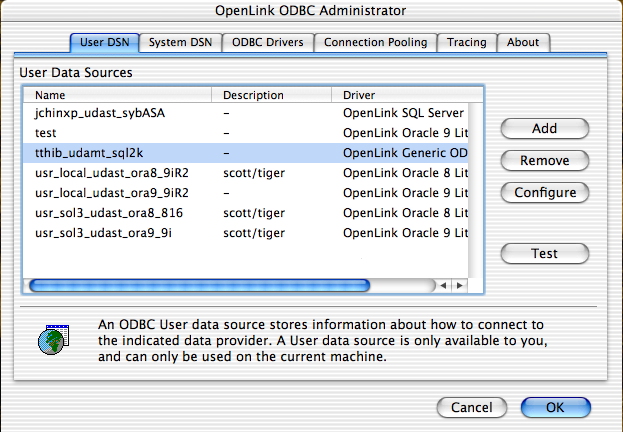 OpenLink ODBC Administrator
User DSN System DSN ODBC Drivers Connection Pooling Tracing About
User Data Sources
Name Description Driver
jchinxp_udast_sybASA – OpenLink SQL Server
test – OpenLink Oracle 9 Lit
tthib_udamt_sql2k – OpenLink Generic OD
usr_local_udast_ora8_9iR2 scott/tiger OpenLink Oracle 8 Lit
usr_local_udast_ora9_9iR2 – OpenLink Oracle 9 Lit
usr_sol3_udast_ora8_816 scott/tiger OpenLink Oracle 8 Lit
usr_sol3_udast_ora9_9i scott/tiger OpenLink Oracle 9 Lit
Add
Remove
Configure
Test
An ODBC User data source stores information about how to connect to
the indicated data provider. A User data source is only available to you,
and can only be used on the current machine.
Cancel OK